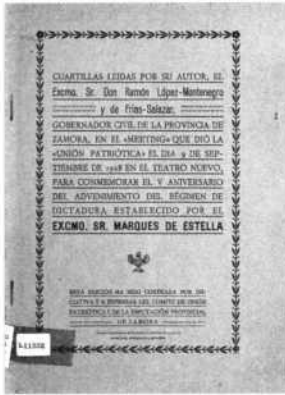 CUARTILLAS LEIDAS POR SU AUTOR, EL
Excmo. Sr. Don Ramón López-Montenegro
y de Frías-Salazar,
GOBERNADOR CIVIL DE LA PROVINCIA DE
ZAMORA, EN EL «MEETING» QUE DIÓ LA
«UNIÓN PATRIÓTICA» EL DIA 9 DE SEP-
TIEMBRE DE 1928 EN EL TEATRO NUEVO,
PARA CONMEMORAR EL V ANIVERSARIO
DEL ADVENIMIENTO DEL RÉGIMEN DE
DICTADURA ESTABLECIDO POR EL
EXCMO. SR. MARQUES DE ESTELLA
ESTA EDICIÓN HA SIDO COSTEADA POR INI-
CIATIVA Y A EXPENSAS DEL COMITÉ DE UNIÓN
PATRIÓTICA Y DE LA DIPUTACIÓN PROVINCIAL
DE ZAMORA